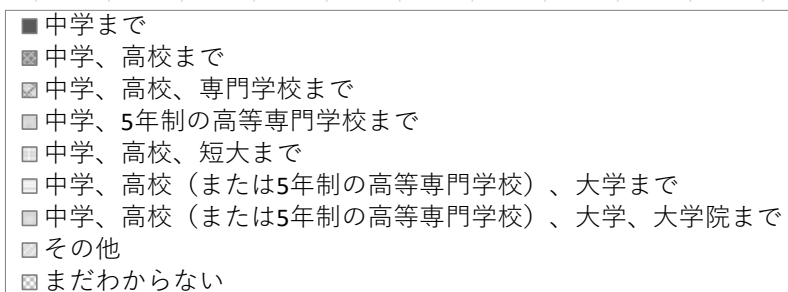 中学まで
中学、高校まで
中学、高校、専門学校まで
中学、5年制の高等専門学校まで
中学、高校、短大まで
中学、高校（または5年制の高等専門学校）、大学まで
中学、高校（または5年制の高等専門学校）、大学、大学院まで
その他
まだわからない